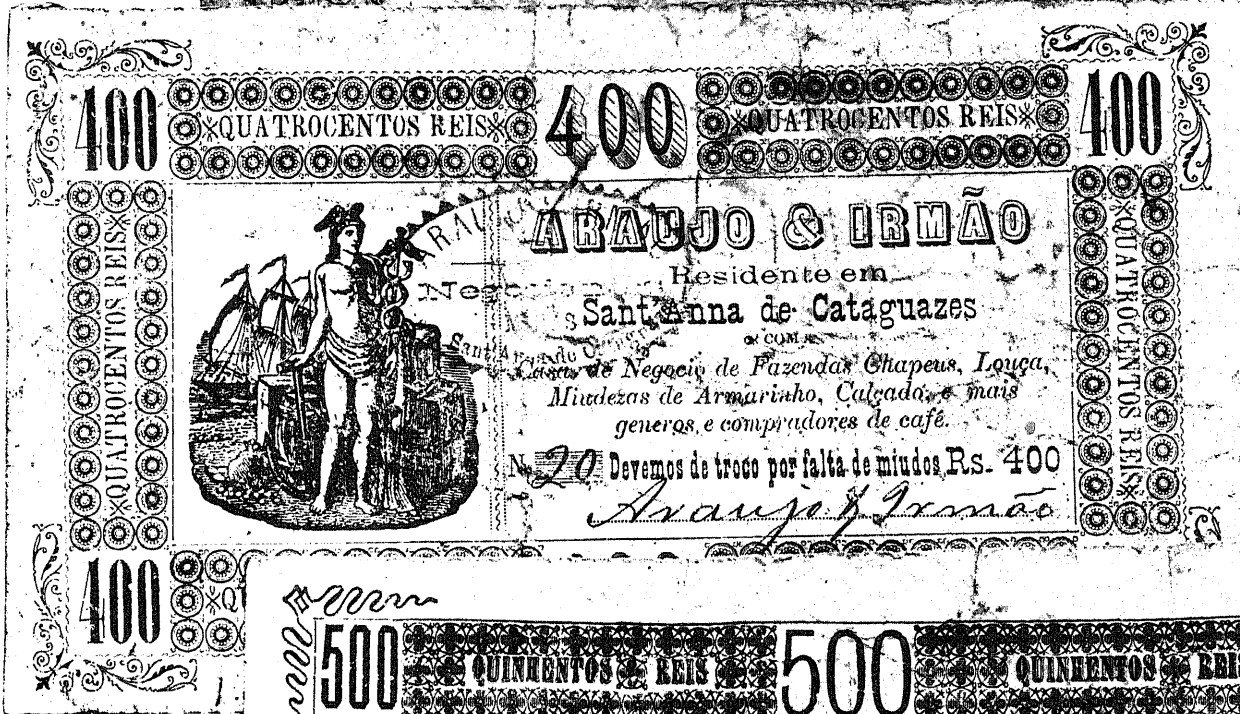 400 QUATROCENTOS REIS 400 QUATROCENTOS REIS 400
QUATROCENTOS REIS
ARAUJO & IRMÃO
Residente em
Sant'Anna de Cataguazes
COM
Casas de Negocio de Fazendas Chapeus, Louça,
Miudezas de Armarinho, Calçado, e mais
generos, e compradores de café.
N. 20 Devemos de troco por falta de miudos Rs. 400
Araujo & Irmão
QUATROCENTOS REIS
400
500 QUINHENTOS REIS 500 QUINHENTOS REIS